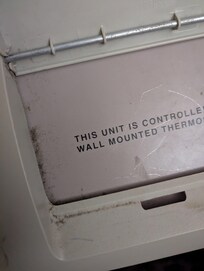 THIS UNIT IS CONTROLLE
WALL MOUNTED THERMO